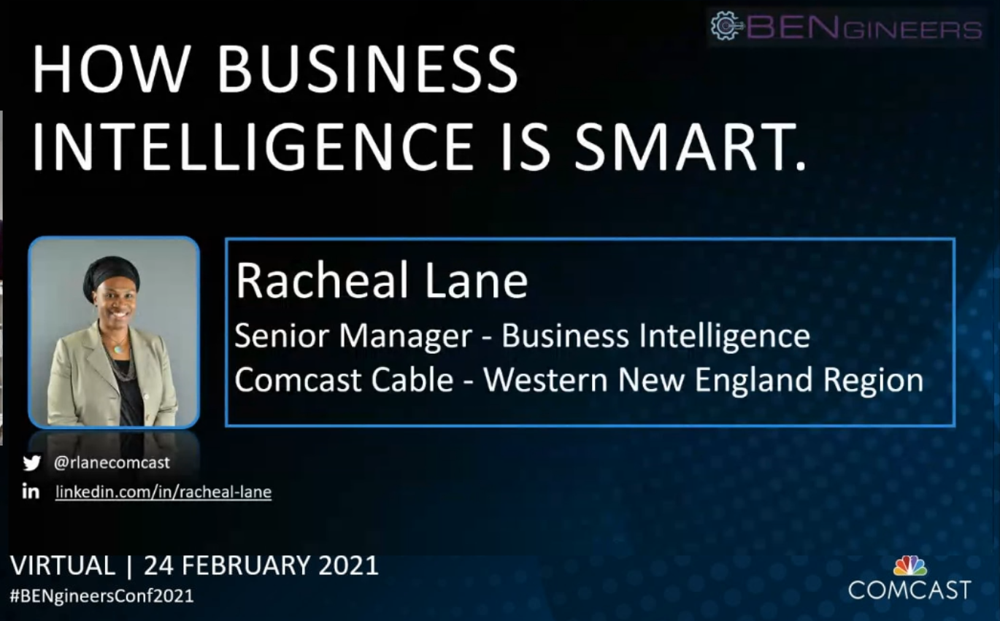 BENGINEERS
HOW BUSINESS
INTELLIGENCE IS SMART.
Racheal Lane
Senior Manager - Business Intelligence
Comcast Cable - Western New England Region
@rlanecomcast
in linkedin.com/in/racheal-lane
VIRTUAL | 24 FEBRUARY 2021
#BENgineersConf2021
COMCAST